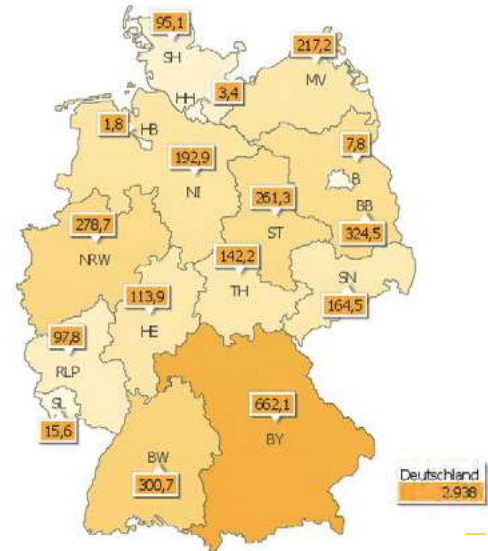 95,1
SH
217,2
MV
HH
3,4
1,8
HB
7,8
B
192,9
NI
261,3
BB
324,5
278,7
NRW
ST
142,2
TH
SN
164,5
113,9
HE
97,8
RLP
SL
15,6
662,1
BY
BW
300,7
Deutschland
2.938